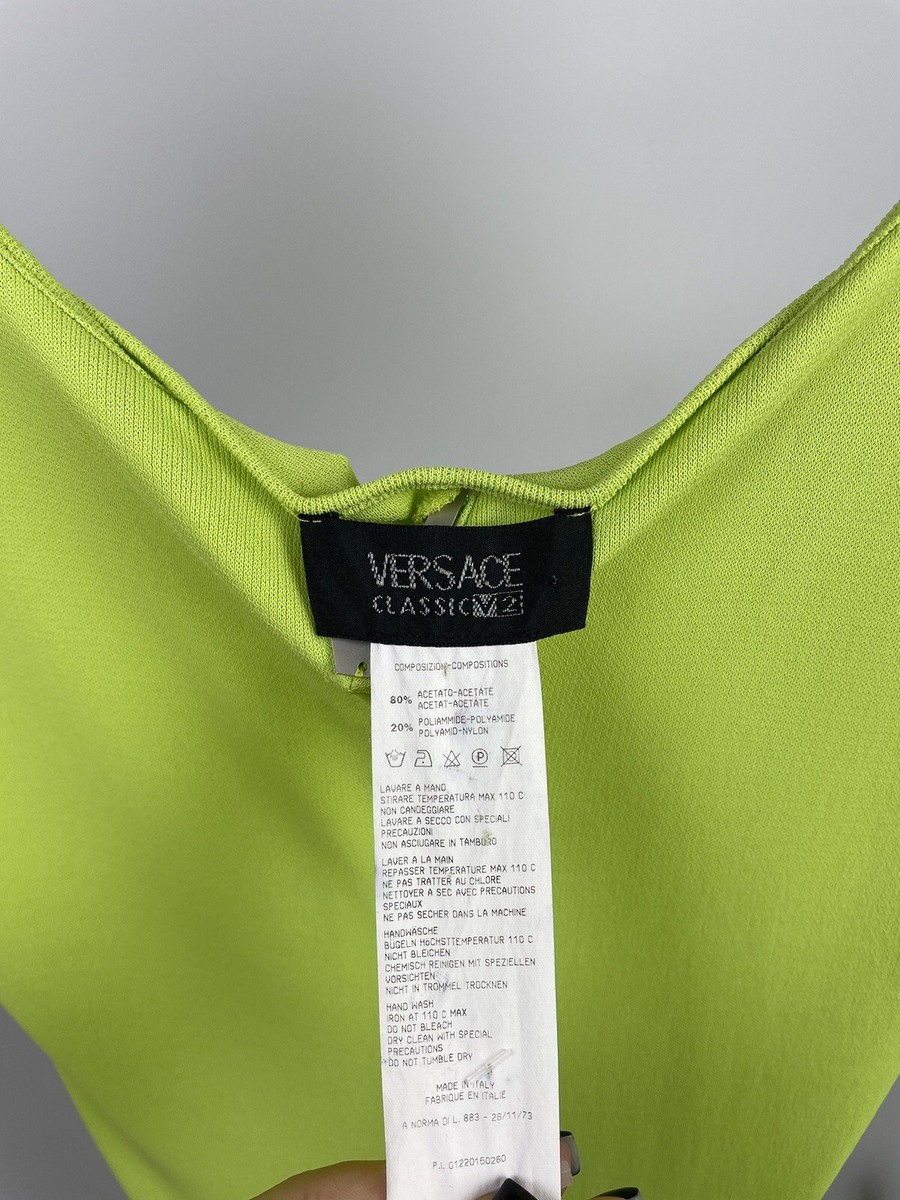 VERSACE
CLASSIC V2
COMPOSIZION-COMPOSITIONS
80% ACETATO-ACETATE
ACETAT-ACETATE
20% POLIAMMIDE-POLYAMIDE
POLYAMID-NYLON
P
LAVARE A MANO
STIRARE TEMPERATURA MAX 110 C
NON CANDEGGIARE
LAVARE A SECCO CON SPECIALI
PRECAUZIONI
NON ASCIUGARE IN TAMBURO
LAVER A LA MAIN
REPASSER TEMPERATURE MAX 110 C
NE PAS TRATTER AU CHLORE
NETTOYER A SEC AVEC PRECAUTIONS
SPECIAUX
NE PAS SECHER DANS LA MACHINE
HANDWÄSCHE
BÜGELN HöCHSTTEMPERATUR 110 C
NICHT BLEICHEN
CHEMISCH REINIGEN MIT SPEZIELLEN
VORSICHTEN
NICHT IN TROMMEL TROCKNEN
HAND WASH
IRON AT 110 C MAX
DO NOT BLEACH
DRY CLEAN WITH SPECIAL
PRECAUTIONS
DO NOT TUMBLE DRY
MADE IN ITALY
FABRIQUE EN ITALIE
A NORMA DI L. 883 - 26/11/73
P.L.01220150260